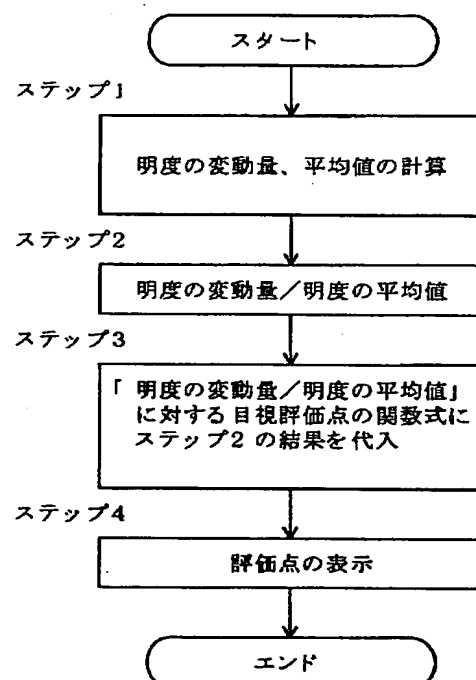 スタート
ステップ1
明度の変動量、平均値の計算
ステップ2
明度の変動量／明度の平均値
ステップ3
「明度の変動量／明度の平均値」
に対する目視評価点の関数式に
ステップ2の結果を代入
ステップ4
評価点の表示
エンド